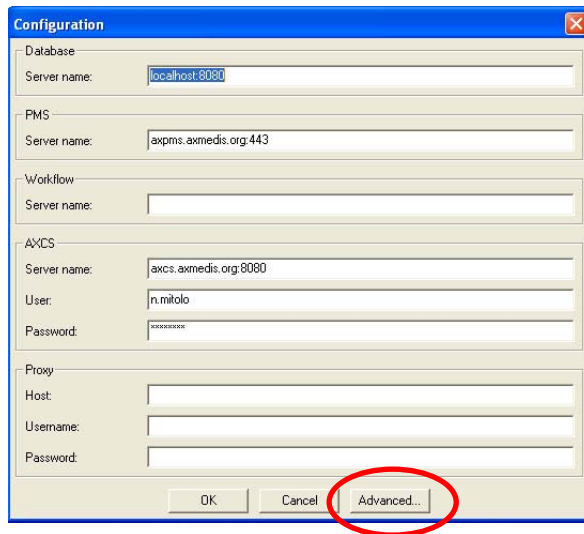 Configuration
Database
Server name: localhost:8080
PMS
Server name: axpms.axmedis.org:443
Workflow
Server name:
AXCS
Server name: axcs.axmedis.org:8080
User: n.mitolo
Password: ********
Proxy
Host:
Username:
Password:
OK Cancel Advanced...